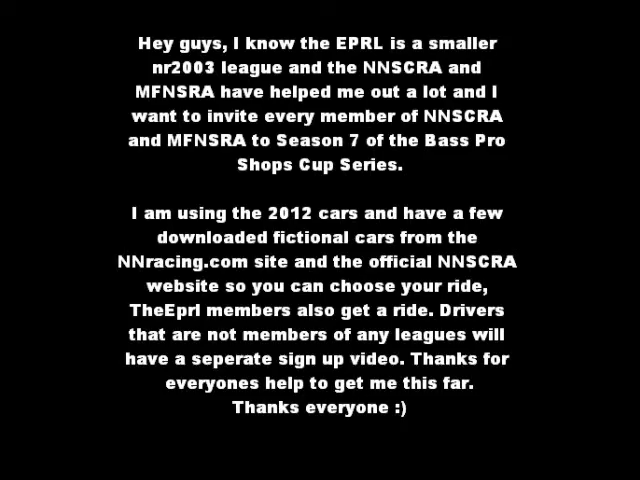 Hey guys, I know the EPRL is a smaller
nr2003 league and the NNSCRA and
MFNSRA have helped me out a lot and I
want to invite every member of NNSCRA
and MFNSRA to Season 7 of the Bass Pro
Shops Cup Series.
I am using the 2012 cars and have a few
downloaded fictional cars from the
NNracing.com site and the official NNSCRA
website so you can choose your ride,
TheEprl members also get a ride. Drivers
that are not members of any leagues will
have a seperate sign up video. Thanks for
everyones help to get me this far.
Thanks everyone :)